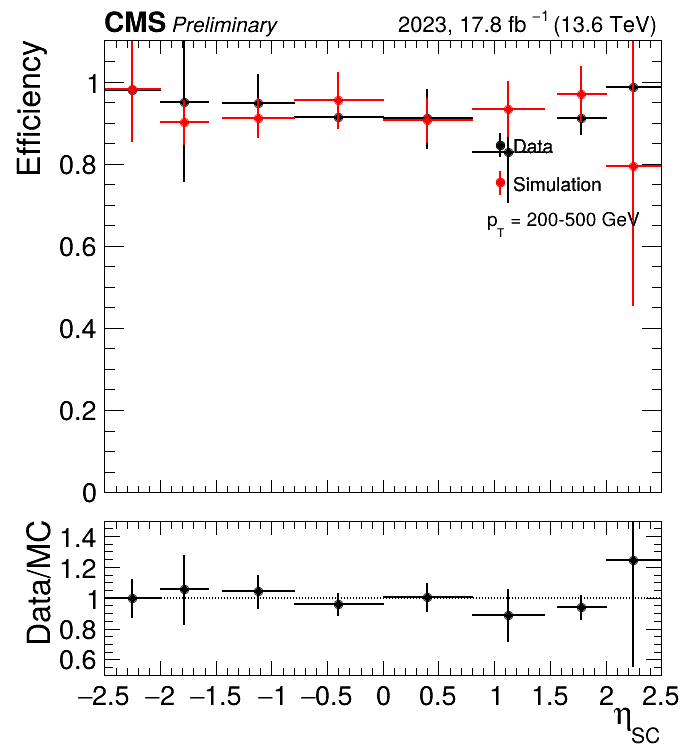 CMS Preliminary 2023, 17.8 fb⁻¹ (13.6 TeV)
Efficiency
1
0.8
0.6
0.4
0.2
0
Data
Simulation
p_T = 200-500 GeV
Data/MC
1.4
1.2
1
0.8
0.6
−2.5 −2 −1.5 −1 −0.5 0 0.5 1 1.5 2 2.5
η_SC